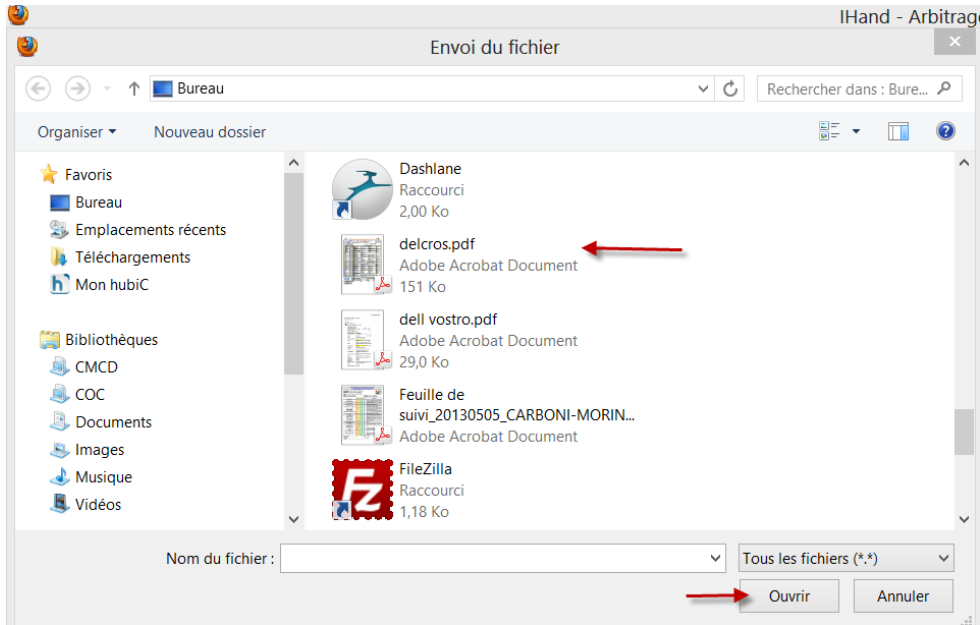 IHand - Arbitrage
Envoi du fichier
Bureau
Rechercher dans : Bure...
Organiser
Nouveau dossier
Favoris
Bureau
Emplacements récents
Téléchargements
Mon hubiC
Bibliothèques
CMCD
COC
Documents
Images
Musique
Vidéos
Dashlane
Raccourci
2,00 Ko
delcros.pdf
Adobe Acrobat Document
151 Ko
dell vostro.pdf
Adobe Acrobat Document
29,0 Ko
Feuille de
suivi_20130505_CARBONI-MORIN...
Adobe Acrobat Document
FileZilla
Raccourci
1,18 Ko
Nom du fichier :
Tous les fichiers (*.*)
Ouvrir
Annuler